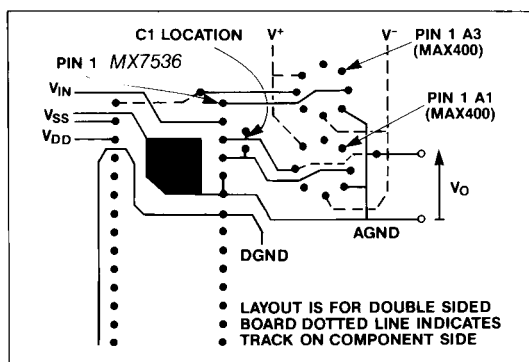 C1 LOCATION
V+
V-
PIN 1 A3
(MAX400)
PIN 1 MX7536
VIN
VSS
VDD
PIN 1 A1
(MAX400)
VO
AGND
DGND
LAYOUT IS FOR DOUBLE SIDED
BOARD DOTTED LINE INDICATES
TRACK ON COMPONENT SIDE